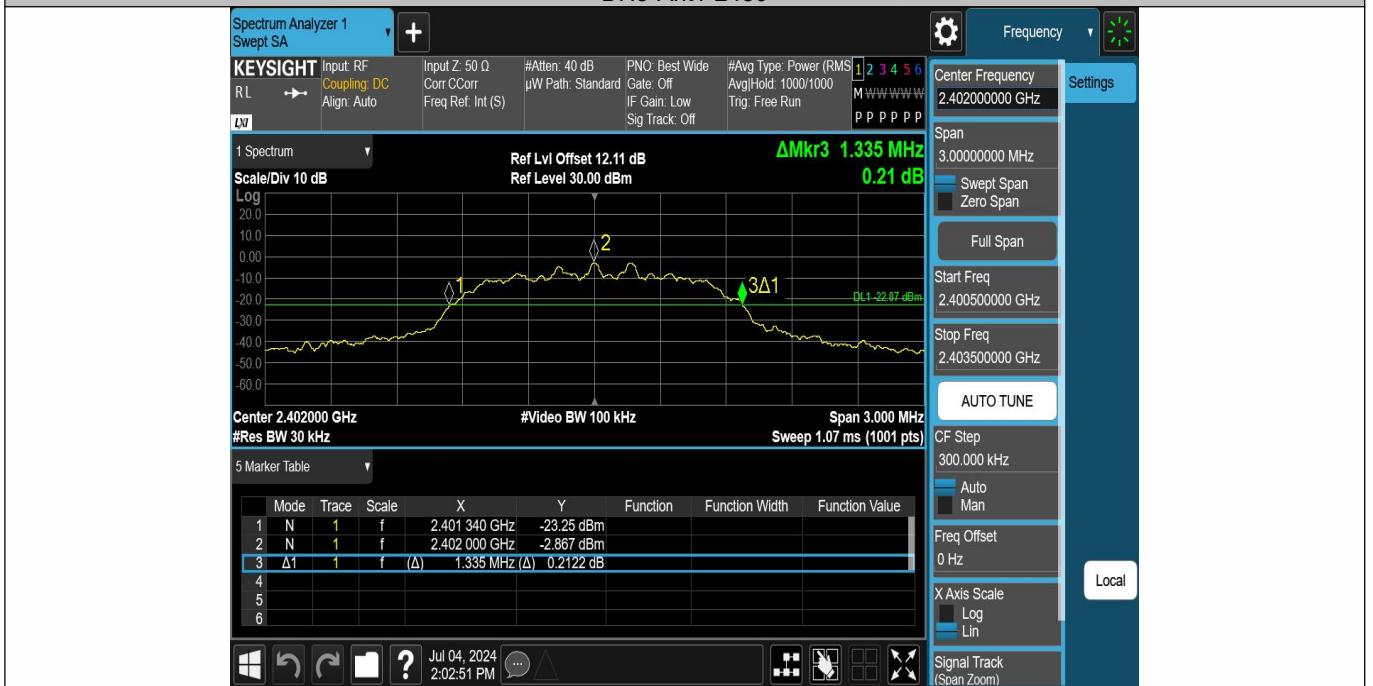 Spectrum Analyzer 1
Swept SA
Frequency
KEYSIGHT
Input: RF
Input Z: 50 Ω
#Atten: 40 dB
PNO: Best Wide
#Avg Type: Power (RMS
1 2 3 4 5 6
RL
Coupling: DC
Corr CCorr
µW Path: Standard
Gate: Off
Avg|Hold: 1000/1000
M W W W W W
Align: Auto
Freq Ref: Int (S)
IF Gain: Low
Trig: Free Run
LXI
Sig Track: Off
P P P P P P
1 Spectrum
Ref Lvl Offset 12.11 dB
ΔMkr3 1.335 MHz
Scale/Div 10 dB
Ref Level 30.00 dBm
0.21 dB
Log
20.0
10.0
0.00
-10.0
-20.0
-30.0
-40.0
-50.0
-60.0
1
2
3Δ1
DL1 -22.87 dBm
Center 2.402000 GHz
#Video BW 100 kHz
Span 3.000 MHz
#Res BW 30 kHz
Sweep 1.07 ms (1001 pts)
5 Marker Table
Mode Trace Scale X Y Function Function Width Function Value
1 N 1 f 2.401 340 GHz -23.25 dBm
2 N 1 f 2.402 000 GHz -2.867 dBm
3 Δ1 1 f (Δ) 1.335 MHz (Δ) 0.2122 dB
4
5
6
?
Jul 04, 2024
2:02:51 PM
Center Frequency
2.402000000 GHz
Settings
Span
3.00000000 MHz
Swept Span
Zero Span
Full Span
Start Freq
2.400500000 GHz
Stop Freq
2.403500000 GHz
AUTO TUNE
CF Step
300.000 kHz
Auto
Man
Freq Offset
0 Hz
Local
X Axis Scale
Log
Lin
Signal Track
(Span Zoom)